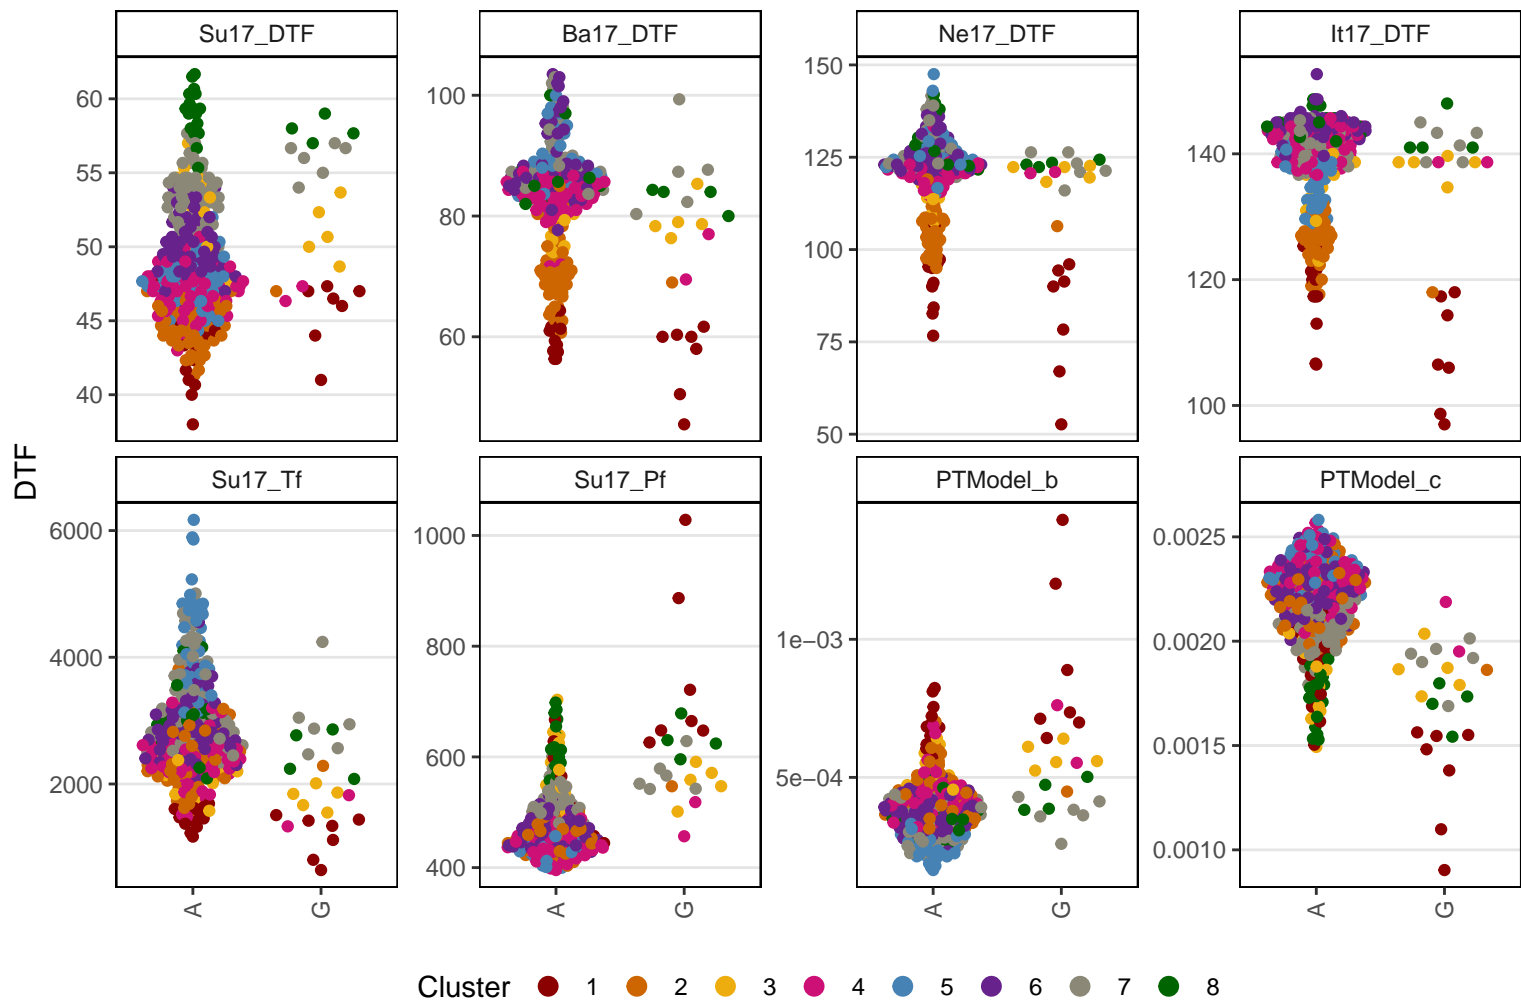 Su17_DTF
Ba17_DTF
Ne17_DTF
It17_DTF
60
55
50
45
40
100
80
60
150
125
100
75
50
140
120
100
DTF
Su17_Tf
Su17_Pf
PTModel_b
PTModel_c
6000
4000
2000
1000
800
600
400
1e−03
5e−04
0.0025
0.0020
0.0015
0.0010
A
G
A
G
A
G
A
G
Cluster 1 2 3 4 5 6 7 8